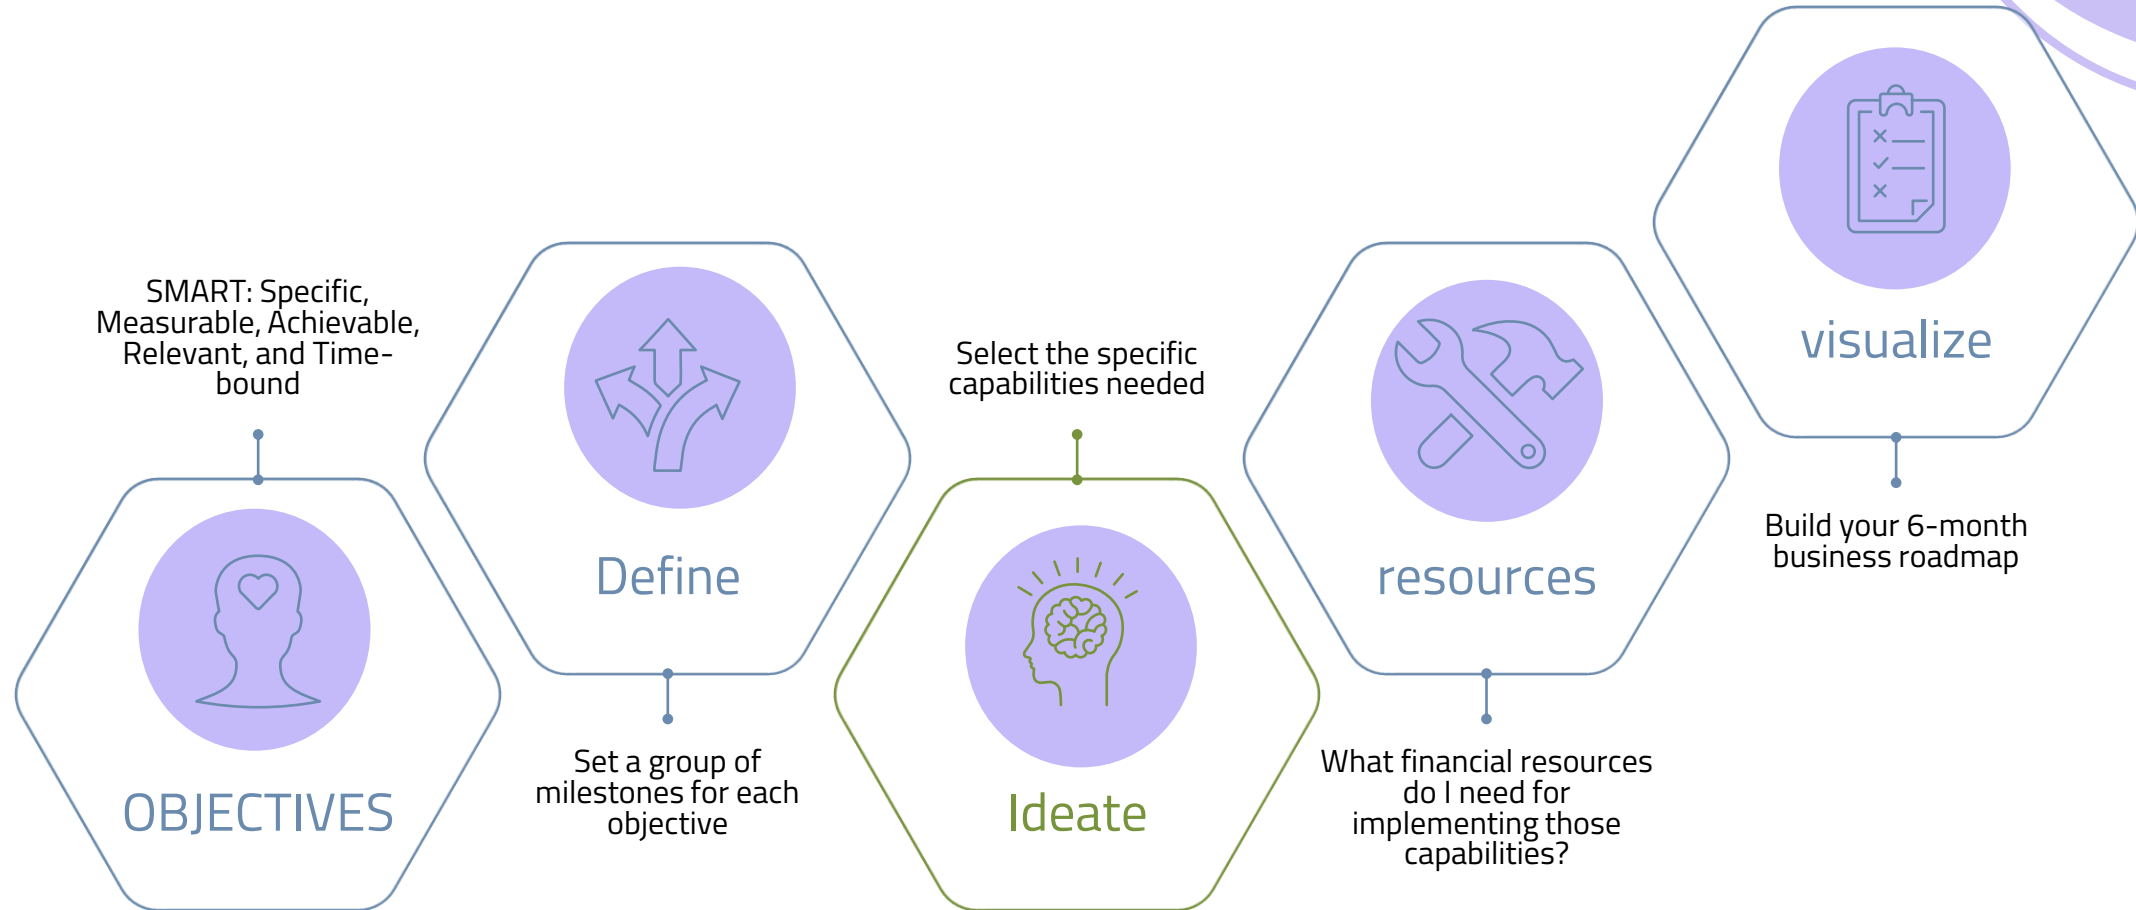 SMART: Specific,
Measurable, Achievable,
Relevant, and Time-
bound
OBJECTIVES
Define
Set a group of
milestones for each
objective
Select the specific
capabilities needed
Ideate
resources
What financial resources
do I need for
implementing those
capabilities?
visualize
Build your 6-month
business roadmap